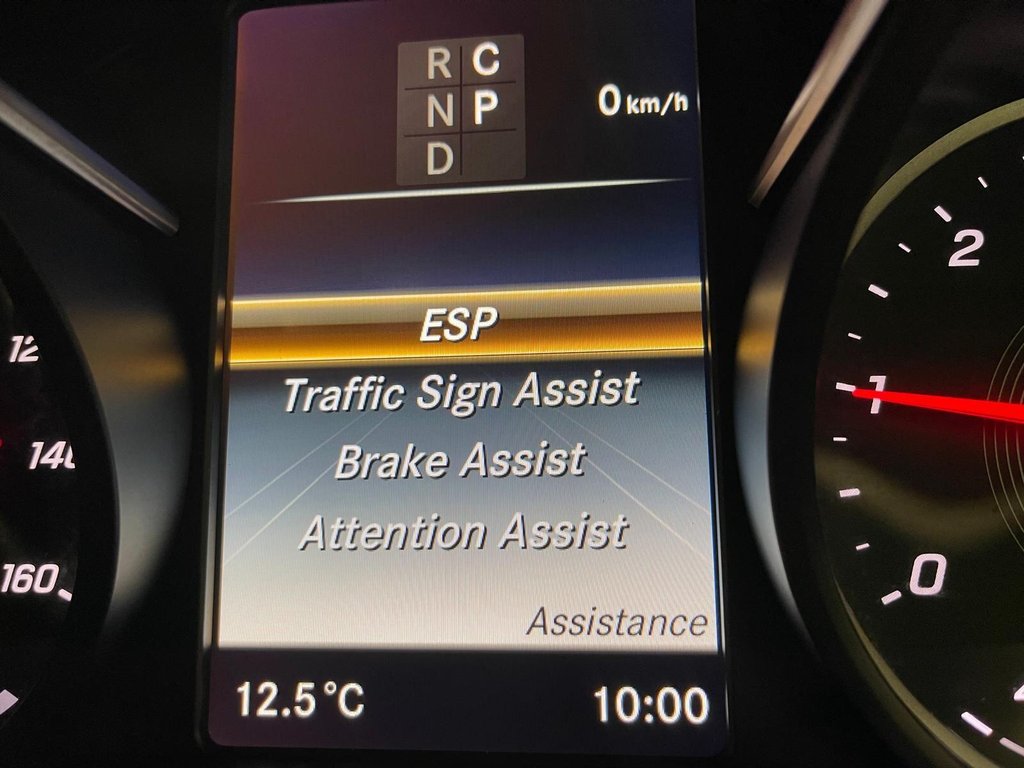 R C
N P
D
0 km/h
ESP
Traffic Sign Assist
Brake Assist
Attention Assist
Assistance
12.5°C
10:00
140
160
2
1
0